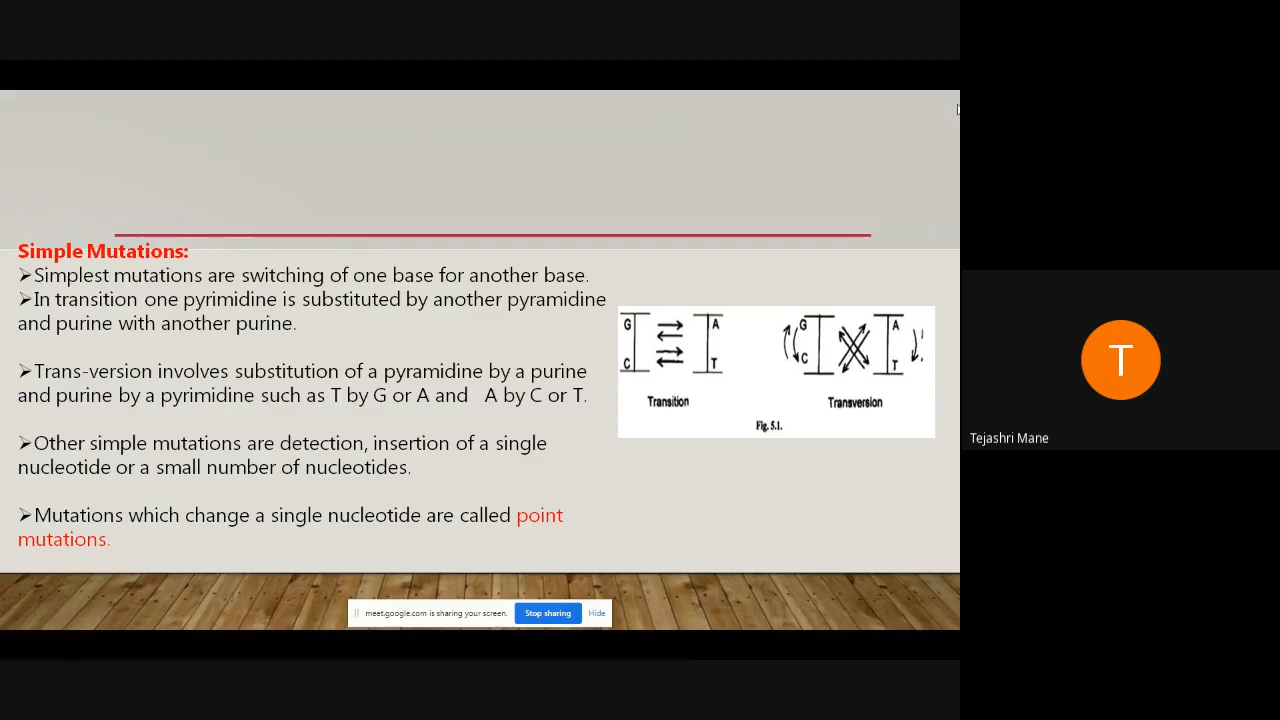 Simple Mutations:
➢Simplest mutations are switching of one base for another base.
➢In transition one pyrimidine is substituted by another pyramidine
and purine with another purine.
➢Trans-version involves substitution of a pyramidine by a purine
and purine by a pyrimidine such as T by G or A and A by C or T.
➢Other simple mutations are detection, insertion of a single
nucleotide or a small number of nucleotides.
➢Mutations which change a single nucleotide are called point
mutations.
G A G A
C T C T
Transition Transversion
Fig. 5.1.
meet.google.com is sharing your screen. Stop sharing Hide
T
Tejashri Mane